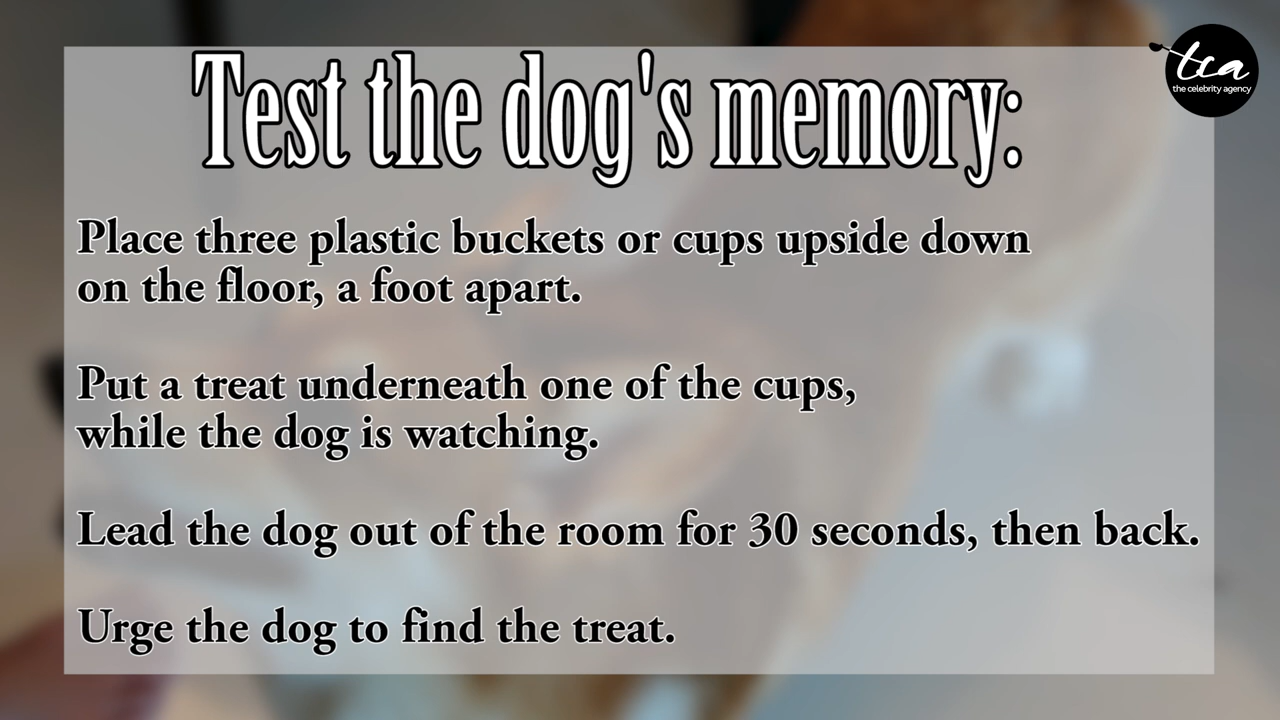 Test the dog's memory:
tca
the celebrity agency
Place three plastic buckets or cups upside down
on the floor, a foot apart.
Put a treat underneath one of the cups,
while the dog is watching.
Lead the dog out of the room for 30 seconds, then back.
Urge the dog to find the treat.